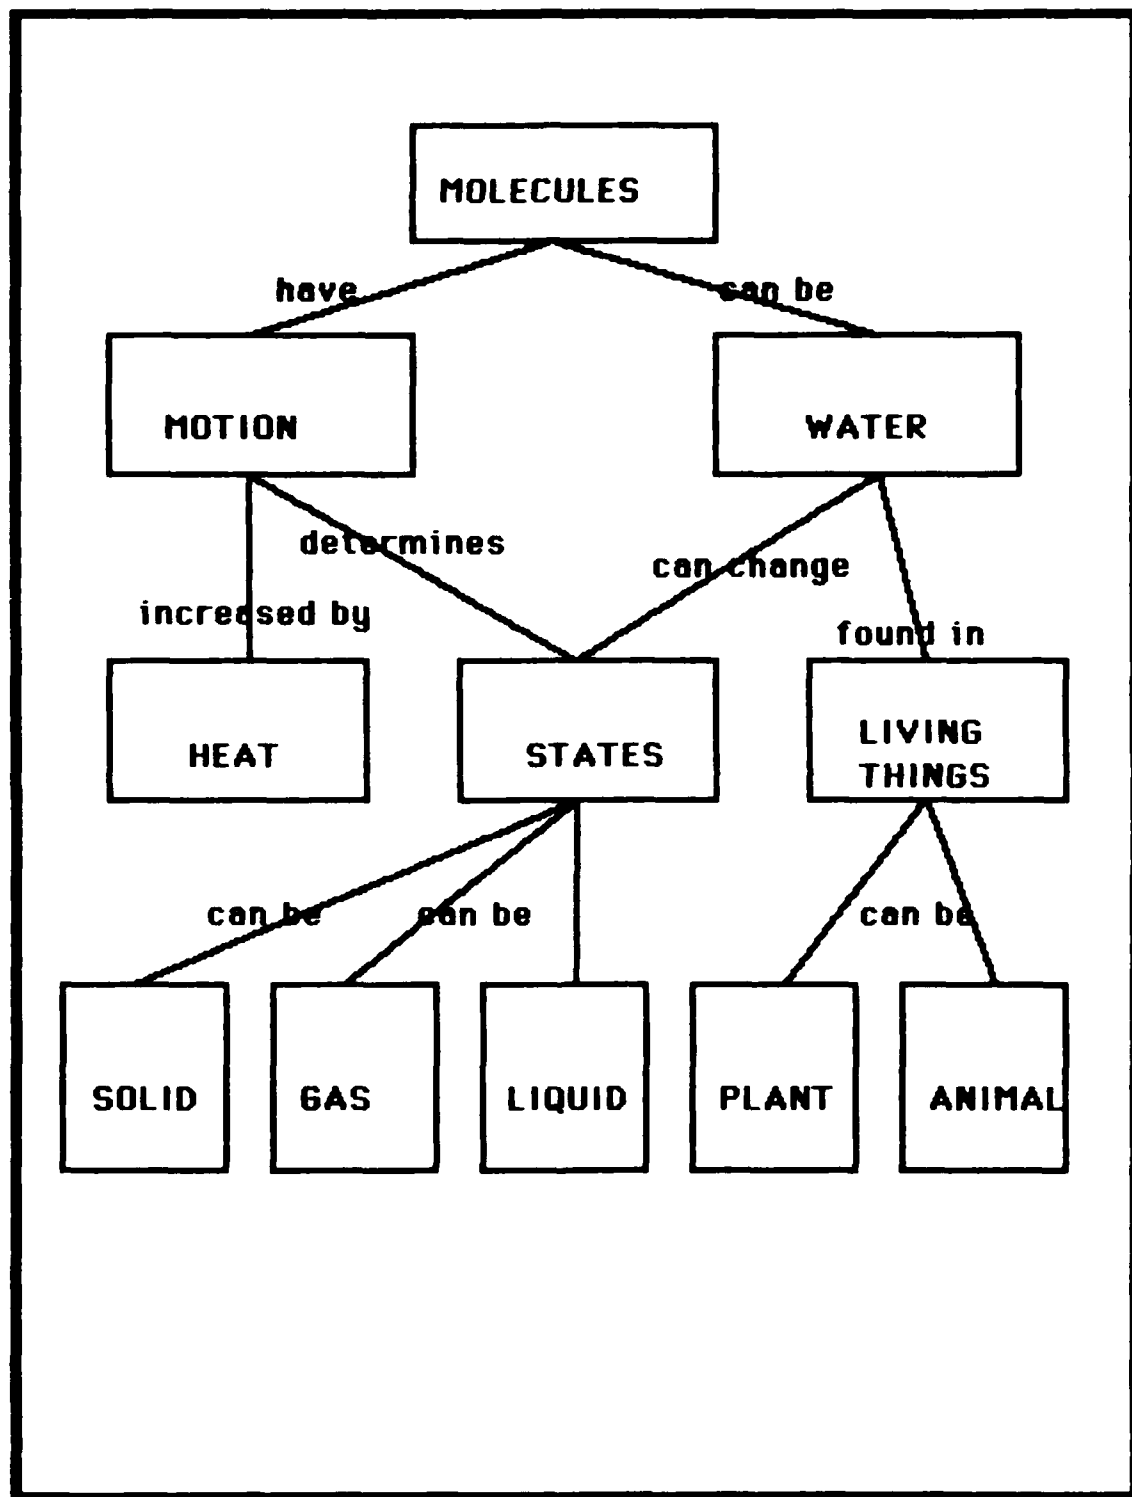 MOLECULES
have
can be
MOTION
WATER
determines
can change
increased by
found in
HEAT
STATES
LIVING
THINGS
can be
can be
can be
SOLID
GAS
LIQUID
PLANT
ANIMAL